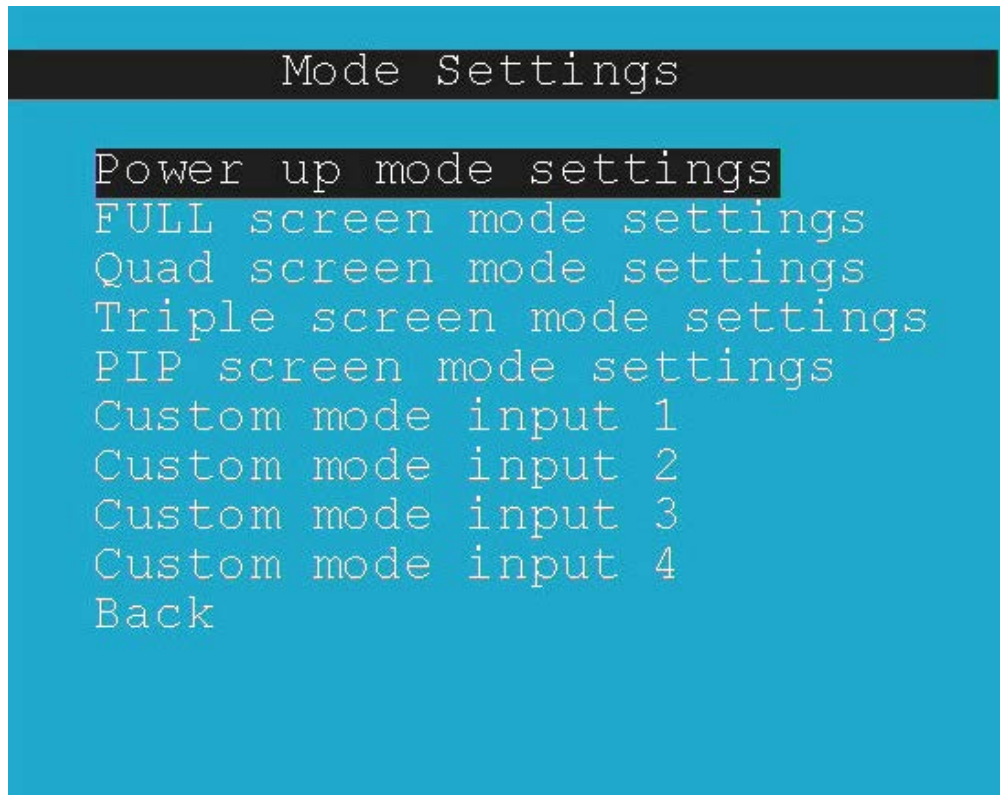 Mode Settings
Power up mode settings
FULL screen mode settings
Quad screen mode settings
Triple screen mode settings
PIP screen mode settings
Custom mode input 1
Custom mode input 2
Custom mode input 3
Custom mode input 4
Back